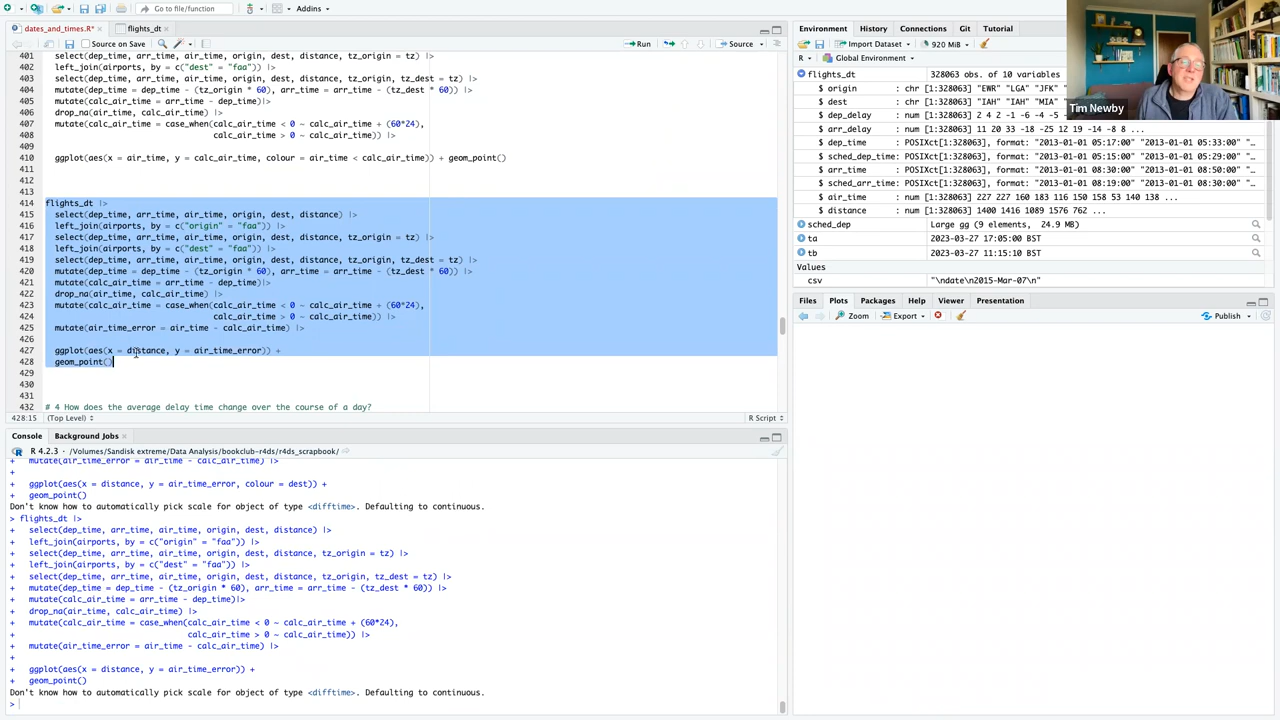 Go to file/function
Addins
dates_and_times.R*
flights_dt
Source on Save
Run
Source
401 select(dep_time, arr_time, air_time, origin, dest, distance, tz_origin = tz) |>
402 left_join(airports, by = c("dest" = "faa")) |>
403 select(dep_time, arr_time, air_time, origin, dest, distance, tz_origin, tz_dest = tz) |>
404 mutate(dep_time = dep_time - (tz_origin * 60), arr_time = arr_time - (tz_dest * 60)) |>
405 mutate(calc_air_time = arr_time - dep_time)|>
406 drop_na(air_time, calc_air_time) |>
407 mutate(calc_air_time = case_when(calc_air_time < 0 ~ calc_air_time + (60*24),
408 calc_air_time > 0 ~ calc_air_time)) |>
409
410 ggplot(aes(x = air_time, y = calc_air_time, colour = air_time < calc_air_time)) + geom_point()
411
412
413
414 flights_dt |>
415 select(dep_time, arr_time, air_time, origin, dest, distance) |>
416 left_join(airports, by = c("origin" = "faa")) |>
417 select(dep_time, arr_time, air_time, origin, dest, distance, tz_origin = tz) |>
418 left_join(airports, by = c("dest" = "faa")) |>
419 select(dep_time, arr_time, air_time, origin, dest, distance, tz_origin, tz_dest = tz) |>
420 mutate(dep_time = dep_time - (tz_origin * 60), arr_time = arr_time - (tz_dest * 60)) |>
421 mutate(calc_air_time = arr_time - dep_time)|>
422 drop_na(air_time, calc_air_time) |>
423 mutate(calc_air_time = case_when(calc_air_time < 0 ~ calc_air_time + (60*24),
424 calc_air_time > 0 ~ calc_air_time)) |>
425 mutate(air_time_error = air_time - calc_air_time) |>
426
427 ggplot(aes(x = distance, y = air_time_error)) +
428 geom_point()
429
430
431
432 # 4 How does the average delay time change over the course of a day?
428:15 (Top Level) R Script
Console Background Jobs
R 4.2.3 · /Volumes/Sandisk extreme/Data Analysis/bookclub-r4ds/r4ds_scrapbook/
+ mutate(air_time_error = air_time - calc_air_time) |>
+
+ ggplot(aes(x = distance, y = air_time_error, colour = dest)) +
+ geom_point()
Don't know how to automatically pick scale for object of type <difftime>. Defaulting to continuous.
> flights_dt |>
+ select(dep_time, arr_time, air_time, origin, dest, distance) |>
+ left_join(airports, by = c("origin" = "faa")) |>
+ select(dep_time, arr_time, air_time, origin, dest, distance, tz_origin = tz) |>
+ left_join(airports, by = c("dest" = "faa")) |>
+ select(dep_time, arr_time, air_time, origin, dest, distance, tz_origin, tz_dest = tz) |>
+ mutate(dep_time = dep_time - (tz_origin * 60), arr_time = arr_time - (tz_dest * 60)) |>
+ mutate(calc_air_time = arr_time - dep_time)|>
+ drop_na(air_time, calc_air_time) |>
+ mutate(calc_air_time = case_when(calc_air_time < 0 ~ calc_air_time + (60*24),
+ calc_air_time > 0 ~ calc_air_time)) |>
+ mutate(air_time_error = air_time - calc_air_time) |>
+
+ ggplot(aes(x = distance, y = air_time_error)) +
+ geom_point()
Don't know how to automatically pick scale for object of type <difftime>. Defaulting to continuous.
>
Environment History Connections Git Tutorial
Import Dataset 920 MiB
R Global Environment
flights_dt 328063 obs. of 10 variables
$ origin : chr [1:328063] "EWR" "LGA" "JFK"
$ dest : chr [1:328063] "IAH" "IAH" "MIA"
$ dep_delay : num [1:328063] 2 4 2 -1 -6 -4 -5
$ arr_delay : num [1:328063] 11 20 33 -18 -25 12 19 -14 -8 8 ...
$ dep_time : POSIXct[1:328063], format: "2013-01-01 05:17:00" "2013-01-01 05:33:00" "…
$ sched_dep_time: POSIXct[1:328063], format: "2013-01-01 05:15:00" "2013-01-01 05:29:00" "…
$ arr_time : POSIXct[1:328063], format: "2013-01-01 08:30:00" "2013-01-01 08:50:00" "…
$ sched_arr_time: POSIXct[1:328063], format: "2013-01-01 08:19:00" "2013-01-01 08:30:00" "…
$ air_time : num [1:328063] 227 227 160 183 116 150 158 53 140 138 ...
$ distance : num [1:328063] 1400 1416 1089 1576 762 ...
sched_dep Large gg (9 elements, 24.9 MB)
ta 2023-03-27 17:05:00 BST
tb 2023-03-27 11:15:10 BST
Values
csv "\ndate\n2015-Mar-07\n"
Tim Newby
Files Plots Packages Help Viewer Presentation
Zoom Export Publish